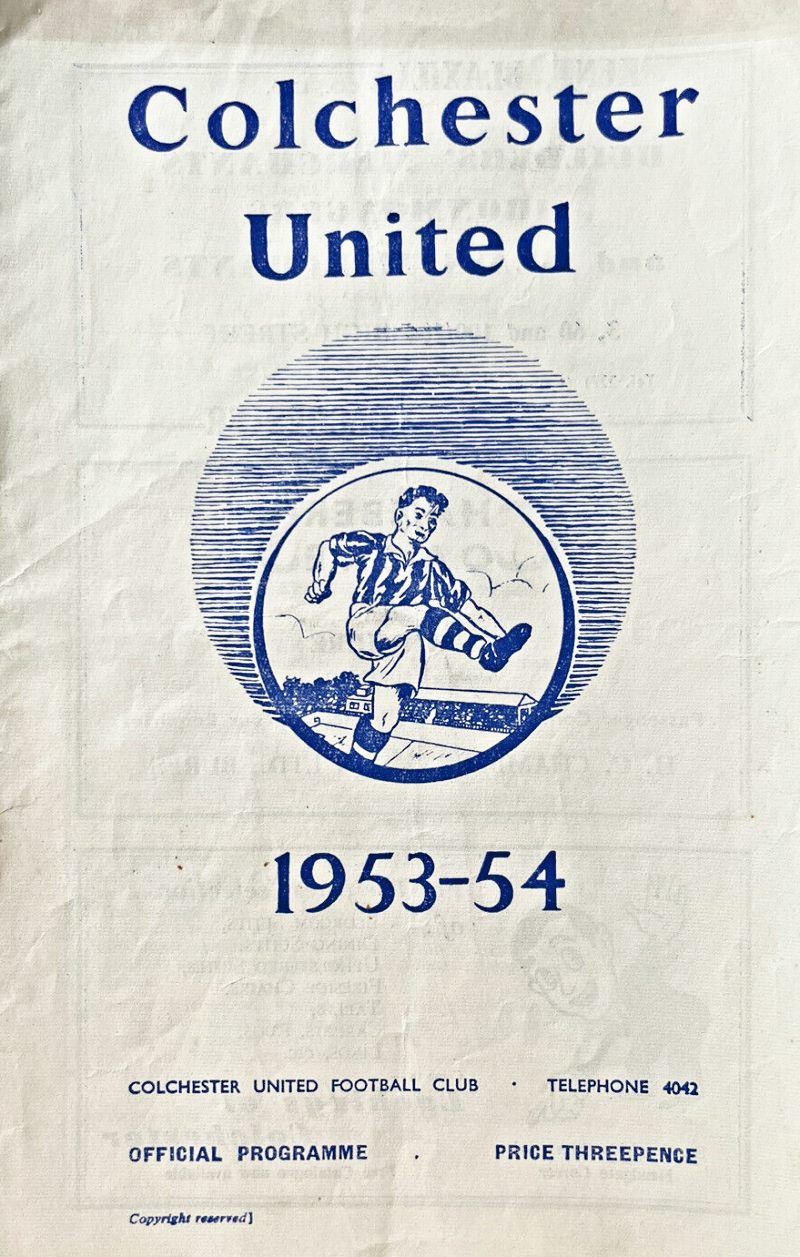 Colchester
United
1953-54
COLCHESTER UNITED FOOTBALL CLUB · TELEPHONE 4042
OFFICIAL PROGRAMME . PRICE THREEPENCE
Copyright reserved]